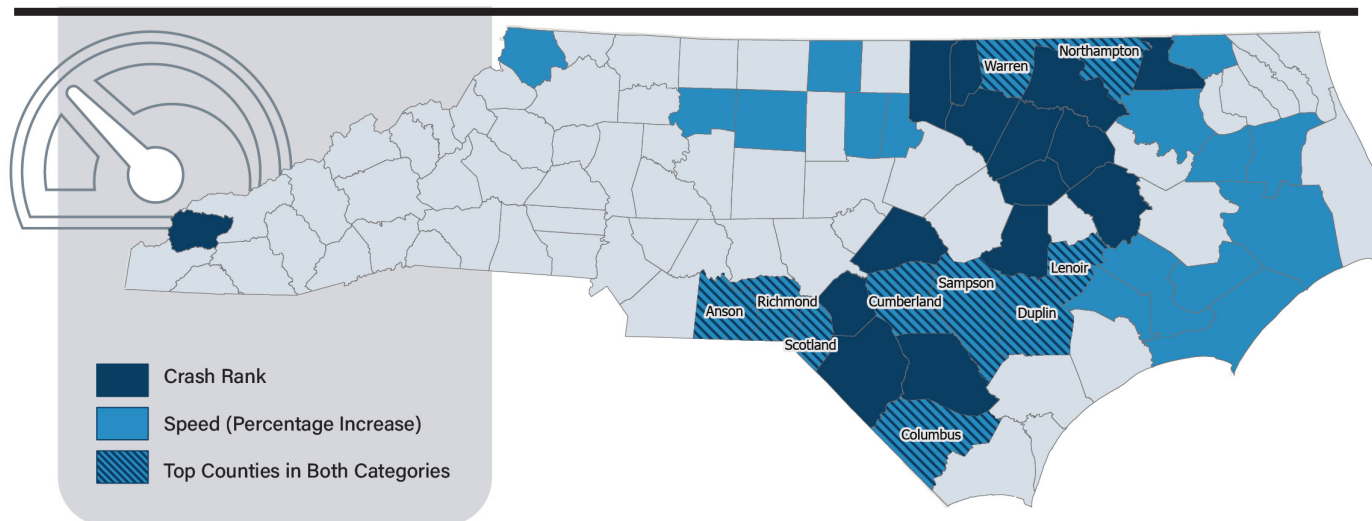 Warren
Northampton
Lenoir
Sampson
Cumberland
Duplin
Richmond
Anson
Scotland
Columbus
Crash Rank
Speed (Percentage Increase)
Top Counties in Both Categories